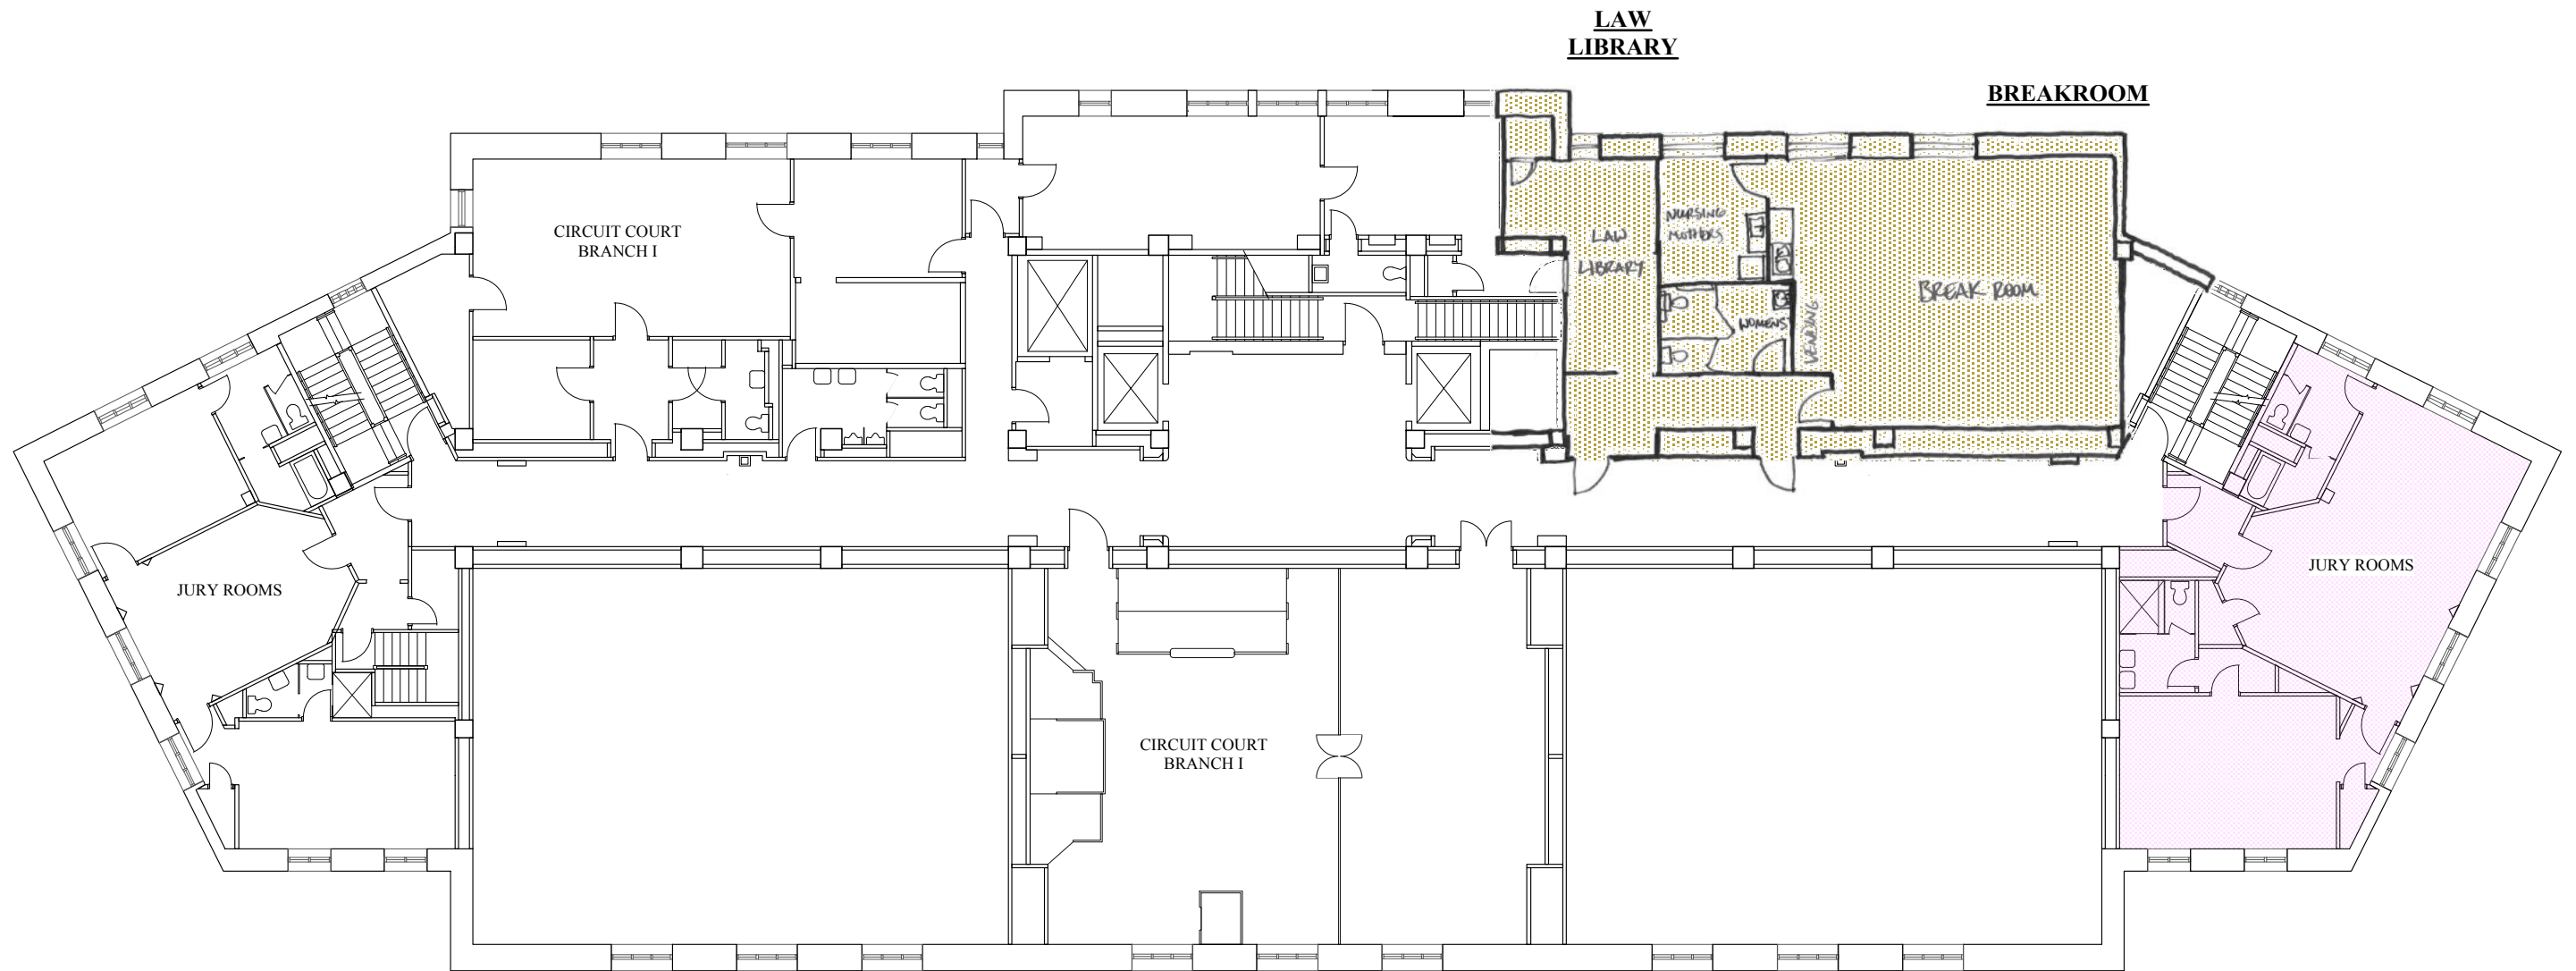 LAW
LIBRARY
BREAKROOM
CIRCUIT COURT
BRANCH I
NURSING
MOTHERS
LAW
LIBRARY
BREAK ROOM
WOMENS
VENDING
JURY ROOMS
JURY ROOMS
CIRCUIT COURT
BRANCH I